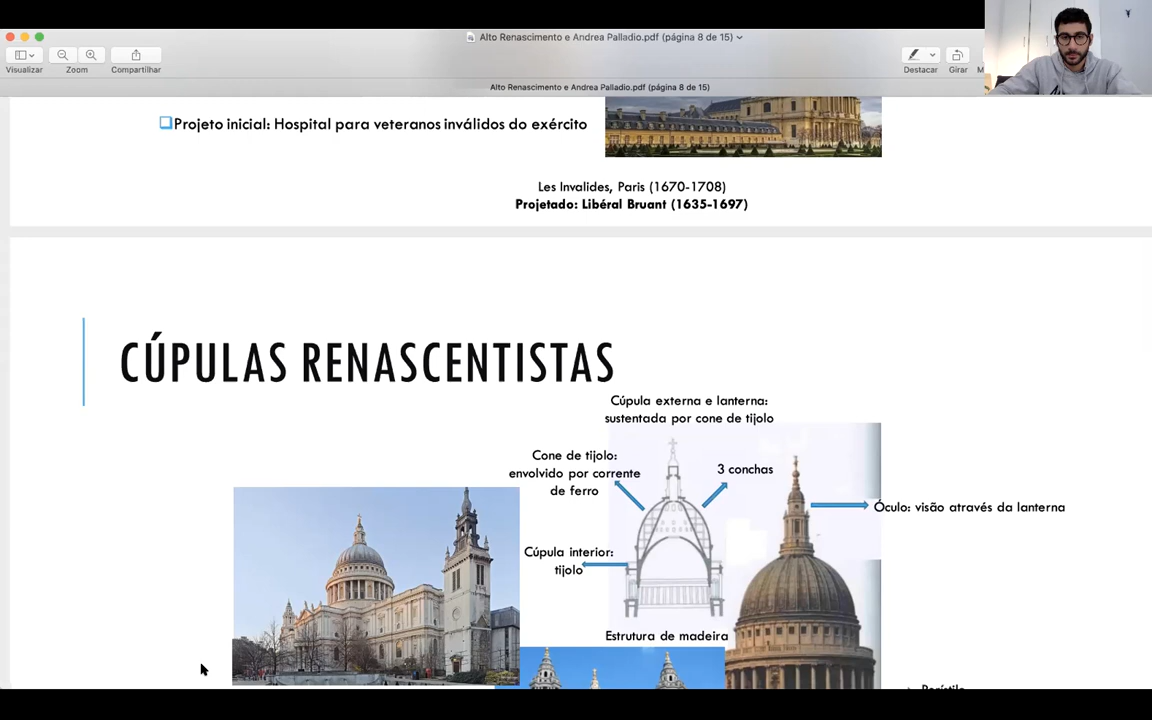 Alto Renascimento e Andrea Palladio.pdf (página 8 de 15)
Visualizar
Zoom
Compartilhar
Destacar
Girar
Alto Renascimento e Andrea Palladio.pdf (página 8 de 15)
Projeto inicial: Hospital para veteranos inválidos do exército
Les Invalides, Paris (1670-1708)
Projetado: Libéral Bruant (1635-1697)
CÚPULAS RENASCENTISTAS
Cúpula externa e lanterna:
sustentada por cone de tijolo
Cone de tijolo:
envolvido por corrente
de ferro
3 conchas
Óculo: visão através da lanterna
Cúpula interior:
tijolo
Estrutura de madeira